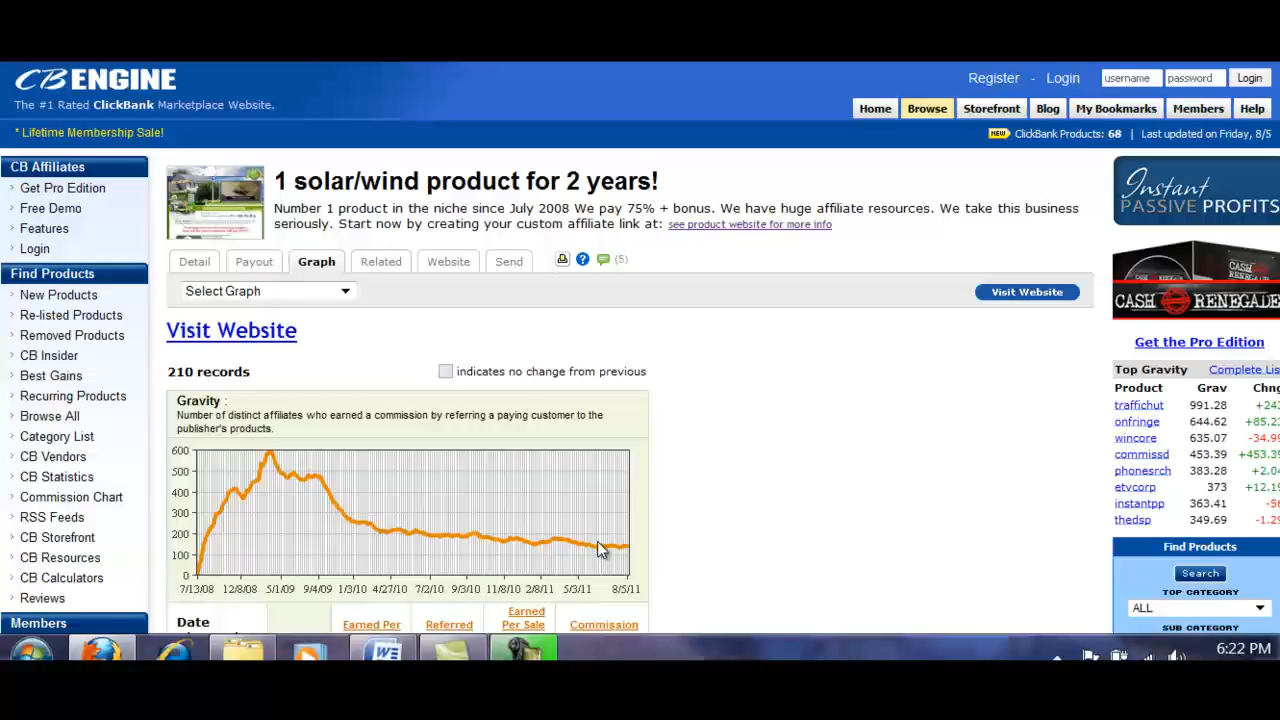 CBENGINE
The #1 Rated ClickBank Marketplace Website.
Register Login username password Login
Home Browse Storefront Blog My Bookmarks Members Help
* Lifetime Membership Sale!
NEW ClickBank Products: 68 | Last updated on Friday, 8/5
CB Affiliates
Get Pro Edition
Free Demo
Features
Login
Find Products
New Products
Re-listed Products
Removed Products
CB Insider
Best Gains
Recurring Products
Browse All
Category List
CB Vendors
CB Statistics
Commission Chart
RSS Feeds
CB Storefront
CB Resources
CB Calculators
Reviews
Members
1 solar/wind product for 2 years!
Number 1 product in the niche since July 2008 We pay 75% + bonus. We have huge affiliate resources. We take this business
seriously. Start now by creating your custom affiliate link at: see product website for more info
Detail Payout Graph Related Website Send ? (5)
Select Graph
Visit Website
Visit Website
210 records
indicates no change from previous
Gravity :
Number of distinct affiliates who earned a commission by referring a paying customer to the
publisher's products.
600
500
400
300
200
100
0
7/13/08 12/8/08 5/1/09 9/4/09 1/3/10 4/27/10 7/2/10 9/3/10 11/8/10 2/8/11 5/3/11 8/5/11
Date
Earned Per
Referred
Earned
Per Sale
Commission
Instant
PASSIVE PROFITS
CASH RENEGADE
Get the Pro Edition
Top Gravity Complete Lis
Product Grav Chng
traffichut 991.28 +243
onfringe 644.62 +85.23
wincore 635.07 -34.99
commissd 453.39 +453.39
phonesrch 383.28 +2.04
etvcorp 373 +12.19
instantpp 363.41 -56
thedsp 349.69 -1.29
Find Products
Search
TOP CATEGORY
ALL
SUB CATEGORY
6:22 PM